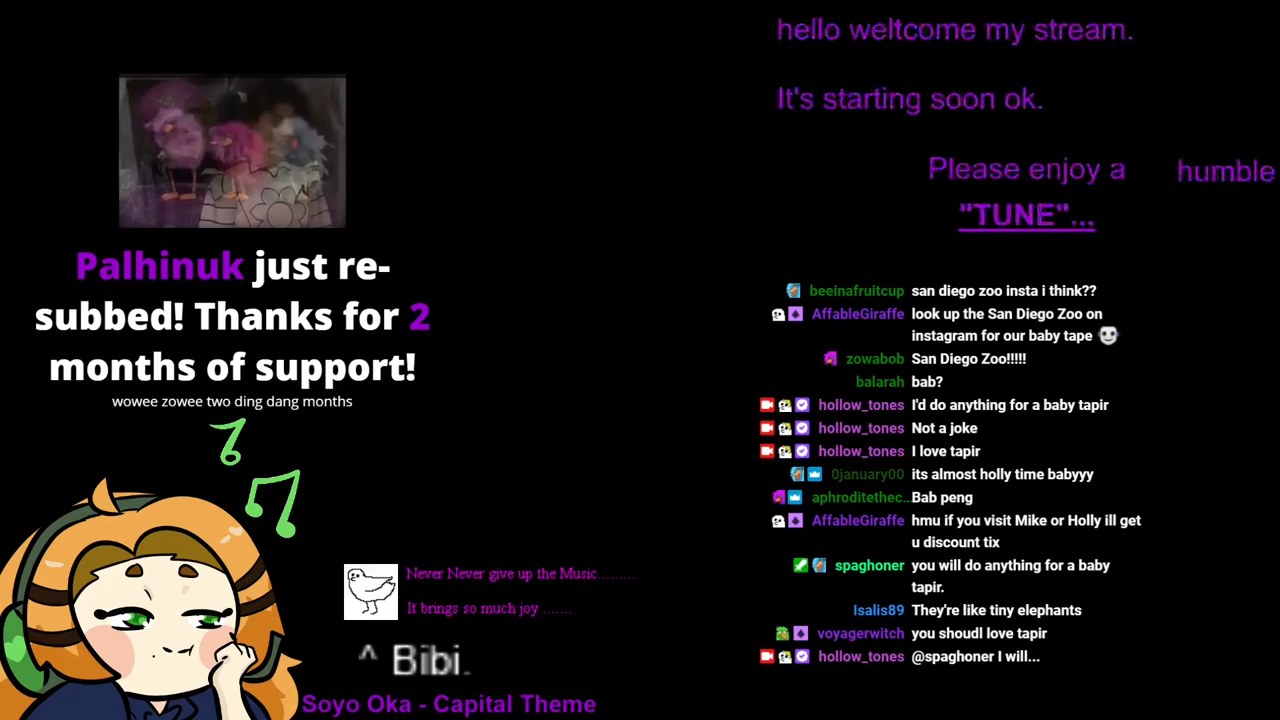 hello weltcome my stream.
It's starting soon ok.
Please enjoy a humble
"TUNE"...
Palhinuk just re-
subbed! Thanks for 2
months of support!
wowee zowee two ding dang months
beeinafruitcup san diego zoo insta i think??
AffableGiraffe look up the San Diego Zoo on
instagram for our baby tape
zowabob San Diego Zoo!!!!!
balarah bab?
hollow_tones I'd do anything for a baby tapir
hollow_tones Not a joke
hollow_tones I love tapir
0january00 its almost holly time babyyy
aphroditethec... Bab peng
AffableGiraffe hmu if you visit Mike or Holly ill get
u discount tix
spaghoner you will do anything for a baby
tapir.
lsalis89 They're like tiny elephants
voyagerwitch you shoudl love tapir
hollow_tones @spaghoner I will...
Never Never give up the Music.........
It brings so much joy .......
^ Bibi.
Soyo Oka - Capital Theme